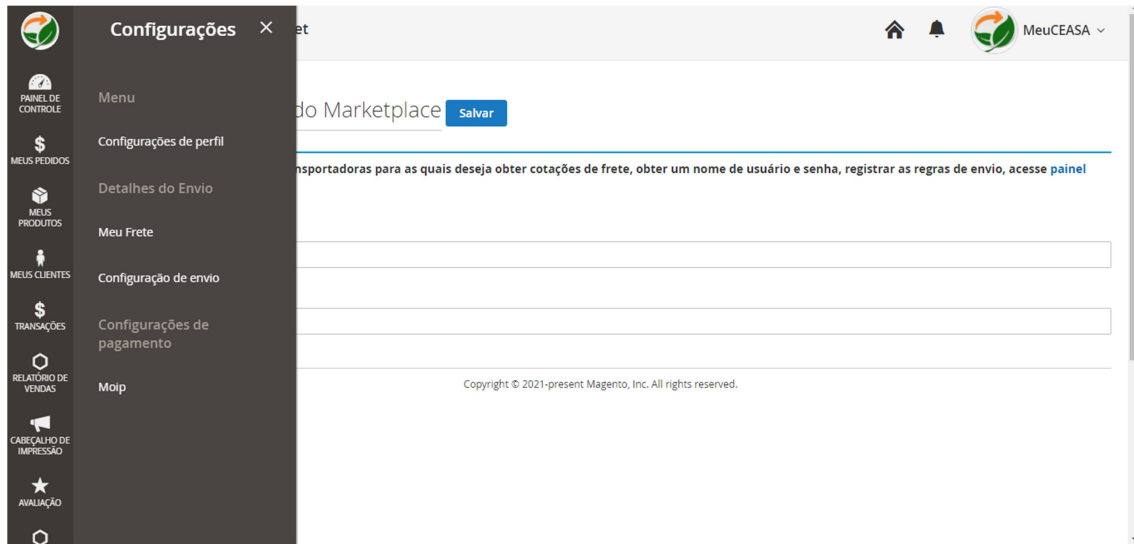 Configurações
et
MeuCEASA
PAINEL DE
CONTROLE
MEUS PEDIDOS
MEUS
PRODUTOS
MEUS CLIENTES
TRANSAÇÕES
RELATÓRIO DE
VENDAS
CABEÇALHO DE
IMPRESSÃO
AVALIAÇÃO
Menu
Configurações de perfil
Detalhes do Envio
Meu Frete
Configuração de envio
Configurações de
pagamento
Moip
do Marketplace
Salvar
nsportadoras para as quais deseja obter cotações de frete, obter um nome de usuário e senha, registrar as regras de envio, acesse painel
Copyright © 2021-present Magento, Inc. All rights reserved.